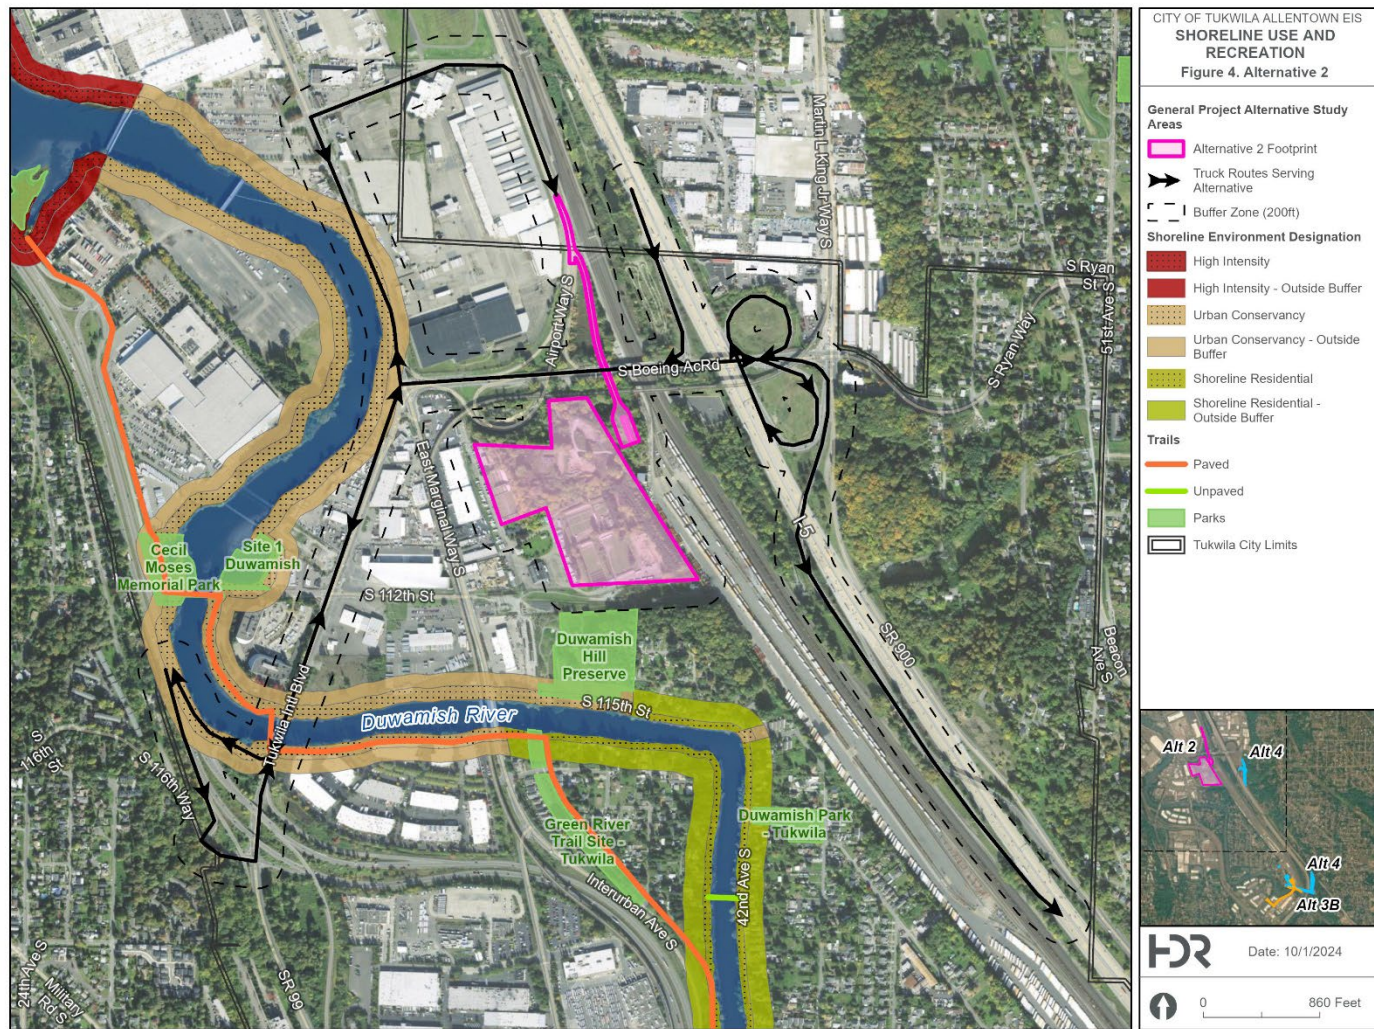 CITY OF TUKWILA ALLENTOWN EIS
SHORELINE USE AND
RECREATION
Figure 4. Alternative 2
General Project Alternative Study
Areas
Alternative 2 Footprint
Truck Routes Serving
Alternative
Buffer Zone (200ft)
Shoreline Environment Designation
High Intensity
High Intensity - Outside Buffer
Urban Conservancy
Urban Conservancy - Outside
Buffer
Shoreline Residential
Shoreline Residential -
Outside Buffer
Trails
Paved
Unpaved
Parks
Tukwila City Limits
Alt 2
Alt 4
Alt 4
Alt 3B
HDR
Date: 10/1/2024
0
860 Feet
Martin L King Jr Way S
S Ryan
St
51st Ave S
S Ryan Way
Airport Way S
S Boeing AcRd
East Marginal Way S
I-5
SR 900
Beacon
Ave S
Cecil
Moses
Memorial Park
Site 1
Duwamish
S 112th St
Duwamish
Hill
Preserve
S 115th St
Duwamish River
Tukwila Intl Blvd
S
116th
St
S 116th Way
Green River
Trail Site -
Tukwila
Duwamish Park
- Tukwila
42nd Ave S
Interurban Ave S
24th Ave S
Military
Rd S
SR 99